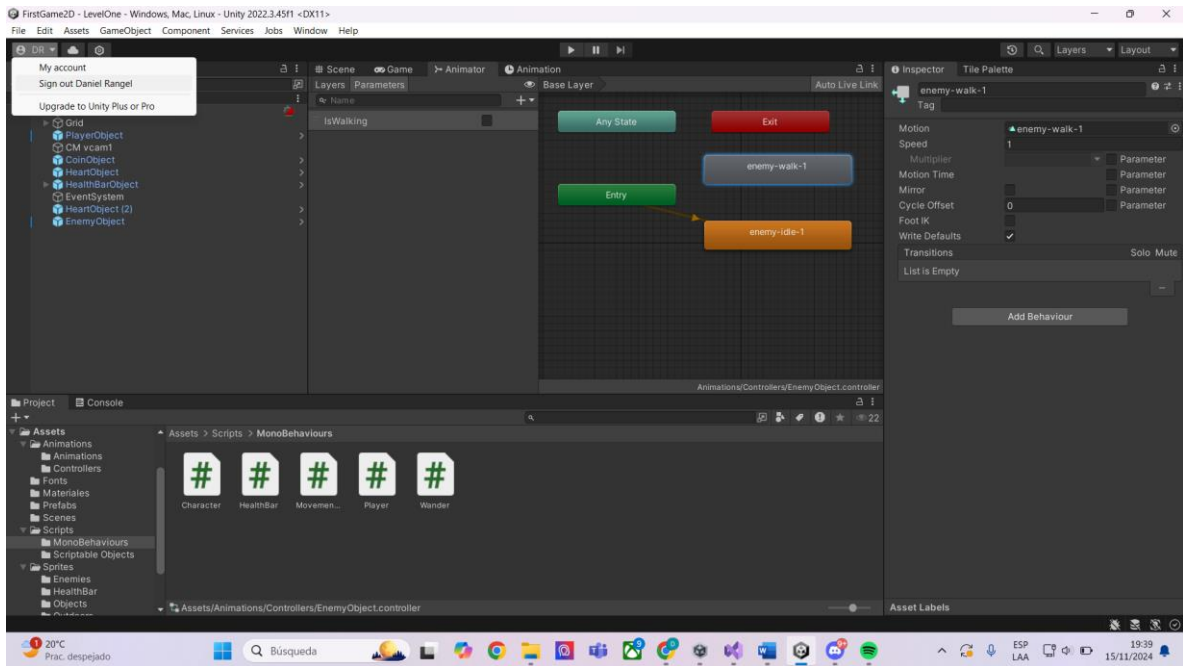 FirstGame2D - LevelOne - Windows, Mac, Linux - Unity 2022.3.45f1 <DX11>
File Edit Assets GameObject Component Services Jobs Window Help
DR
Layers Layout
My account
Sign out Daniel Rangel
Upgrade to Unity Plus or Pro
Grid
PlayerObject
CM vcam1
CoinObject
HeartObject
HealthBarObject
EventSystem
HeartObject (2)
EnemyObject
Scene Game Animator Animation
Layers Parameters Base Layer Auto Live Link
Name
IsWalking
Any State
Exit
enemy-walk-1
Entry
enemy-idle-1
Animations/Controllers/EnemyObject.controller
Inspector Tile Palette
enemy-walk-1
Tag
Motion enemy-walk-1
Speed 1
Multiplier Parameter
Motion Time Parameter
Mirror Parameter
Cycle Offset 0 Parameter
Foot IK
Write Defaults
Transitions Solo Mute
List is Empty
Add Behaviour
Asset Labels
Project Console
22
Assets
Animations
Animations
Controllers
Fonts
Materiales
Prefabs
Scenes
Scripts
MonoBehaviours
Scriptable Objects
Sprites
Enemies
HealthBar
Objects
Assets > Scripts > MonoBehaviours
# # # # #
Character HealthBar Movemen... Player Wander
Assets/Animations/Controllers/EnemyObject.controller
1
20°C
Prac. despejado
Búsqueda
9
ESP
LAA
19:39
15/11/2024